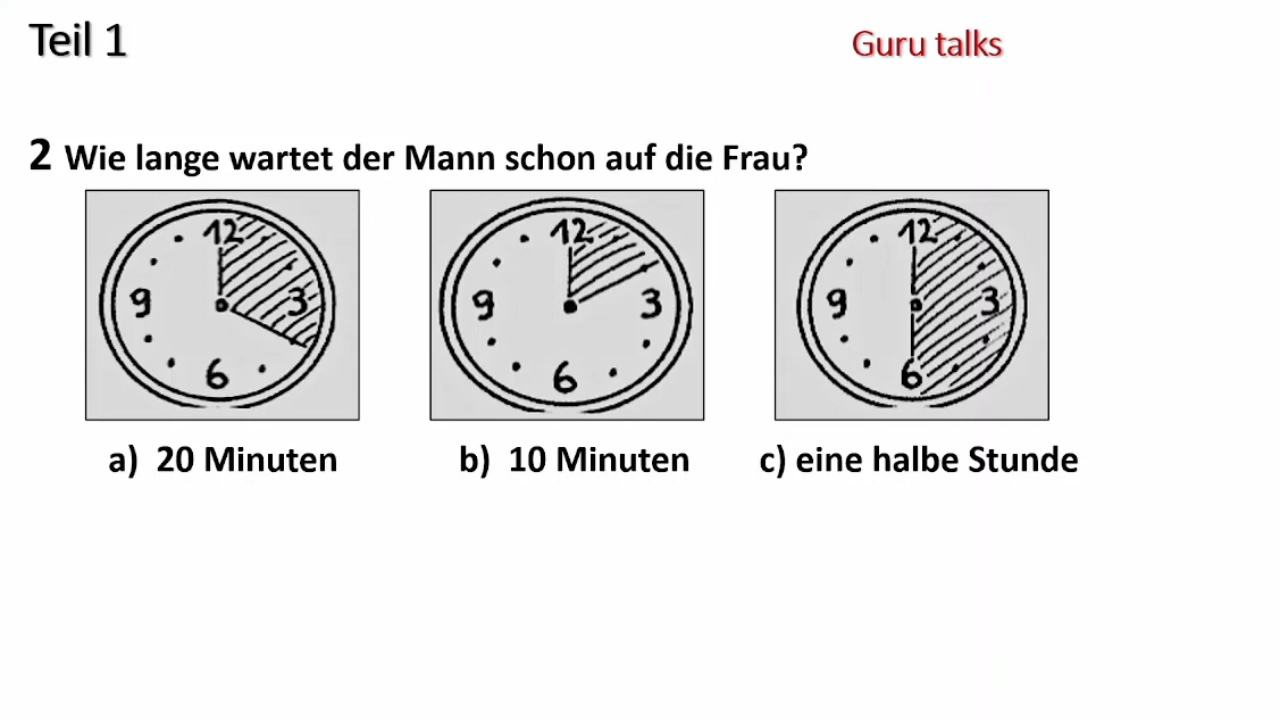 Teil 1
Guru talks
2 Wie lange wartet der Mann schon auf die Frau?
12 3 6 9
12 3 6 9
12 3 6 9
a) 20 Minuten
b) 10 Minuten
c) eine halbe Stunde